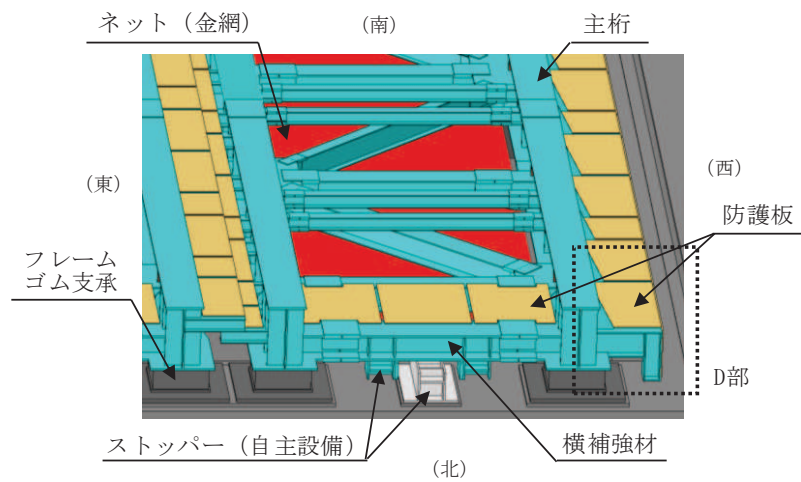 ネット（金網）
（南）
主桁
（東）
（西）
防護板
フレーム
ゴム支承
D部
ストッパー（自主設備）
横補強材
（北）